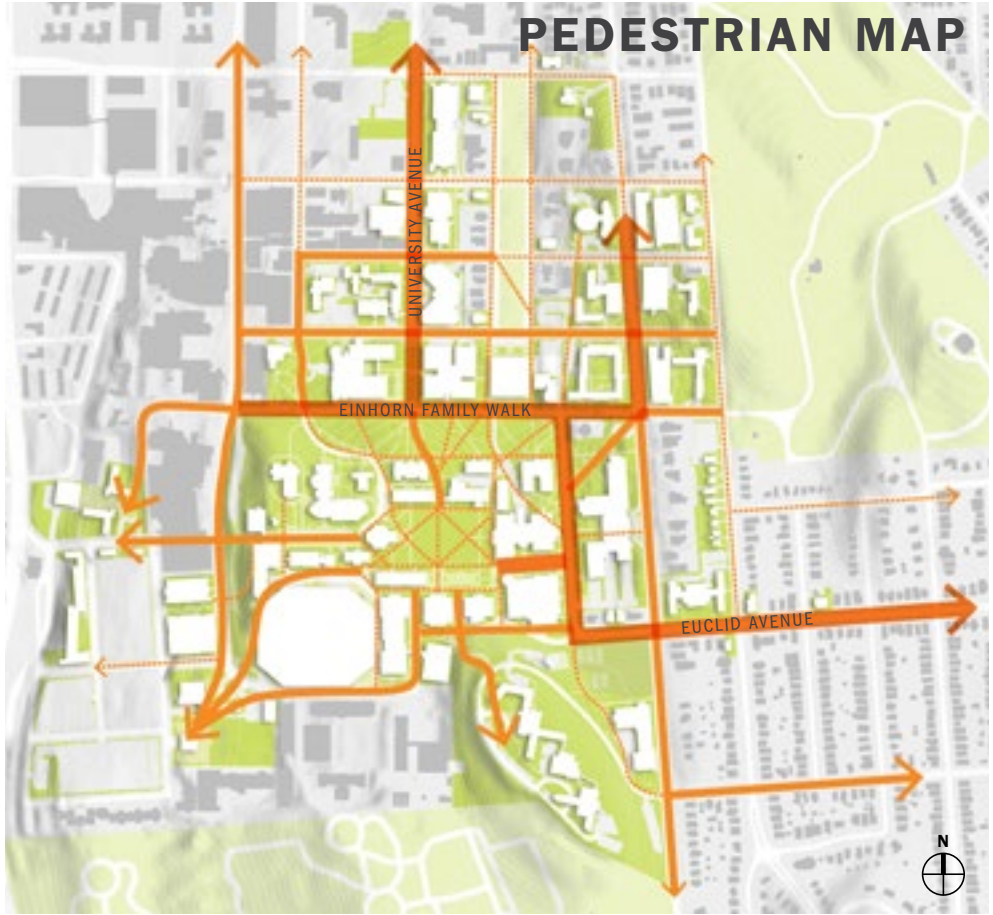 PEDESTRIAN MAP
UNIVERSITY AVENUE
EINHORN FAMILY WALK
EUCLID AVENUE
N